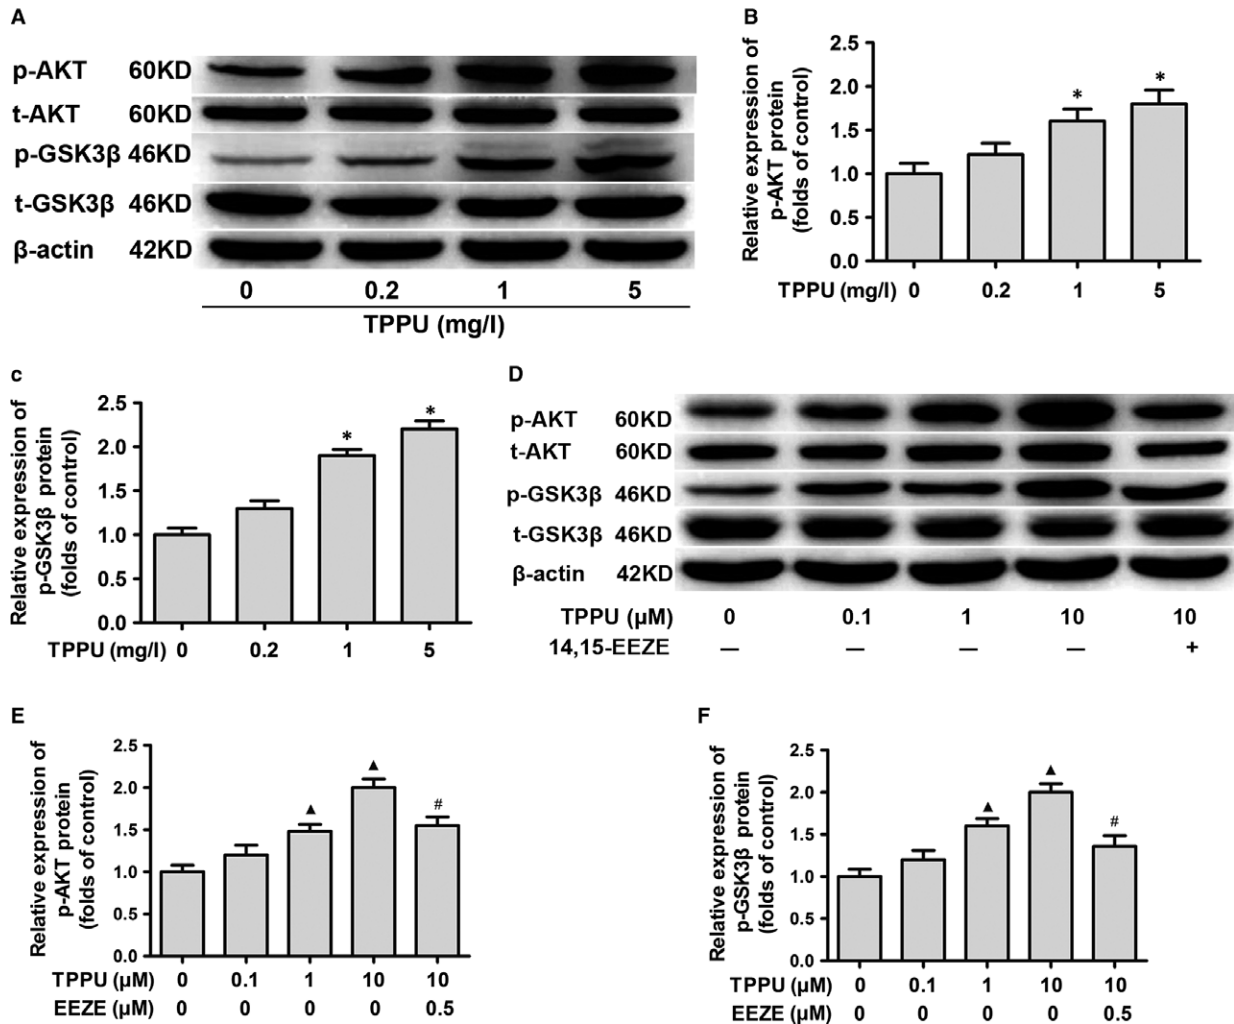 A
p-AKT 60KD
t-AKT 60KD
p-GSK3β 46KD
t-GSK3β 46KD
β-actin 42KD
0 0.2 1 5
TPPU (mg/l)
B
Relative expression of
p-AKT protein
(folds of control)
2.5
2.0
1.5
1.0
0.5
0.0
* *
TPPU (mg/l) 0 0.2 1 5
c
Relative expression of
p-GSK3β protein
(folds of control)
2.5
2.0
1.5
1.0
0.5
0.0
* *
TPPU (mg/l) 0 0.2 1 5
D
p-AKT 60KD
t-AKT 60KD
p-GSK3β 46KD
t-GSK3β 46KD
β-actin 42KD
TPPU (μM) 0 0.1 1 10 10
14,15-EEZE — — — — +
E
Relative expression of
p-AKT protein
(folds of control)
2.5
2.0
1.5
1.0
0.5
0.0
▲ ▲ #
TPPU (μM) 0 0.1 1 10 10
EEZE (μM) 0 0 0 0 0.5
F
Relative expression of
p-GSK3β protein
(folds of control)
2.5
2.0
1.5
1.0
0.5
0.0
▲ ▲ #
TPPU (μM) 0 0.1 1 10 10
EEZE (μM) 0 0 0 0 0.5